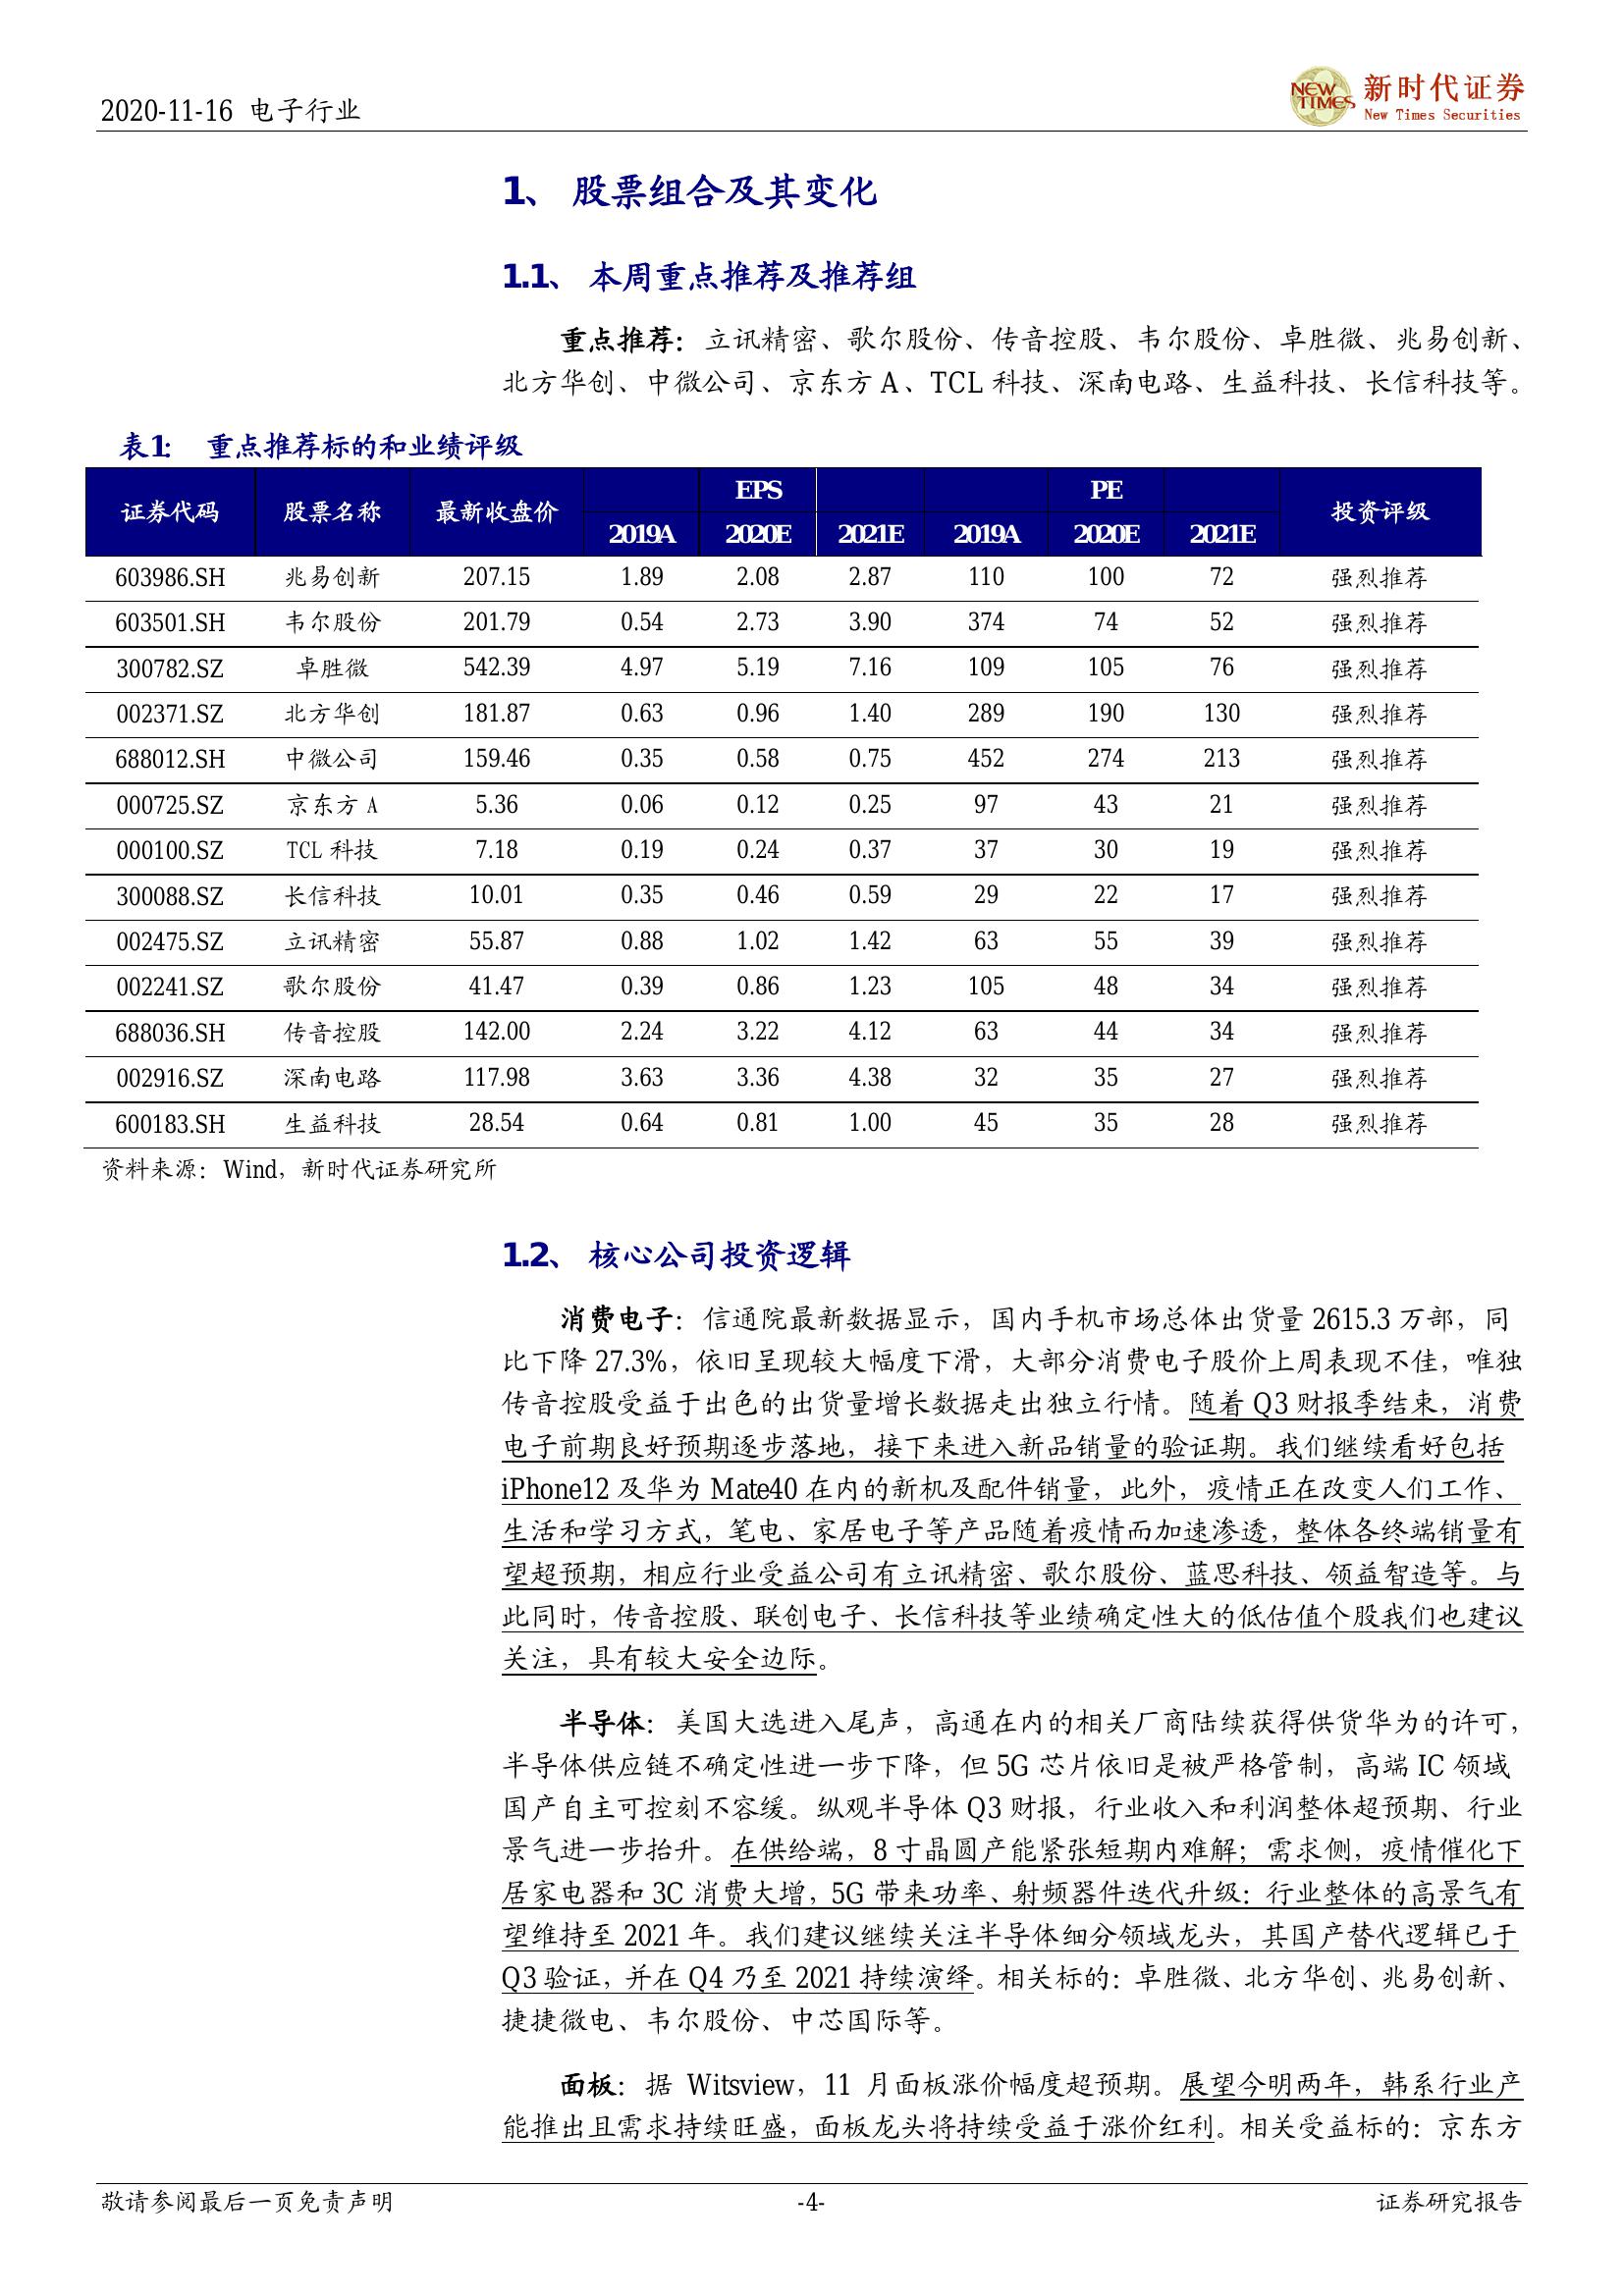 2020-11-16 电子行业
NEW TIMES 新时代证券
New Times Securities
1、 股票组合及其变化
1.1、 本周重点推荐及推荐组
重点推荐：立讯精密、歌尔股份、传音控股、韦尔股份、卓胜微、兆易创新、
北方华创、中微公司、京东方 A、TCL 科技、深南电路、生益科技、长信科技等。
表1: 重点推荐标的和业绩评级
证券代码 股票名称 最新收盘价 EPS PE 投资评级
2019A 2020E 2021E 2019A 2020E 2021E
603986.SH 兆易创新 207.15 1.89 2.08 2.87 110 100 72 强烈推荐
603501.SH 韦尔股份 201.79 0.54 2.73 3.90 374 74 52 强烈推荐
300782.SZ 卓胜微 542.39 4.97 5.19 7.16 109 105 76 强烈推荐
002371.SZ 北方华创 181.87 0.63 0.96 1.40 289 190 130 强烈推荐
688012.SH 中微公司 159.46 0.35 0.58 0.75 452 274 213 强烈推荐
000725.SZ 京东方 A 5.36 0.06 0.12 0.25 97 43 21 强烈推荐
000100.SZ TCL 科技 7.18 0.19 0.24 0.37 37 30 19 强烈推荐
300088.SZ 长信科技 10.01 0.35 0.46 0.59 29 22 17 强烈推荐
002475.SZ 立讯精密 55.87 0.88 1.02 1.42 63 55 39 强烈推荐
002241.SZ 歌尔股份 41.47 0.39 0.86 1.23 105 48 34 强烈推荐
688036.SH 传音控股 142.00 2.24 3.22 4.12 63 44 34 强烈推荐
002916.SZ 深南电路 117.98 3.63 3.36 4.38 32 35 27 强烈推荐
600183.SH 生益科技 28.54 0.64 0.81 1.00 45 35 28 强烈推荐
资料来源：Wind，新时代证券研究所
1.2、 核心公司投资逻辑
消费电子：信通院最新数据显示，国内手机市场总体出货量 2615.3 万部，同
比下降 27.3%，依旧呈现较大幅度下滑，大部分消费电子股价上周表现不佳，唯独
传音控股受益于出色的出货量增长数据走出独立行情。随着 Q3 财报季结束，消费
电子前期良好预期逐步落地，接下来进入新品销量的验证期。我们继续看好包括
iPhone12 及华为 Mate40 在内的新机及配件销量，此外，疫情正在改变人们工作、
生活和学习方式，笔电、家居电子等产品随着疫情而加速渗透，整体各终端销量有
望超预期，相应行业受益公司有立讯精密、歌尔股份、蓝思科技、领益智造等。与
此同时，传音控股、联创电子、长信科技等业绩确定性大的低估值个股我们也建议
关注，具有较大安全边际。
半导体：美国大选进入尾声，高通在内的相关厂商陆续获得供货华为的许可，
半导体供应链不确定性进一步下降，但 5G 芯片依旧是被严格管制，高端 IC 领域
国产自主可控刻不容缓。纵观半导体 Q3 财报，行业收入和利润整体超预期、行业
景气进一步抬升。在供给端，8 寸晶圆产能紧张短期内难解；需求侧，疫情催化下
居家电器和 3C 消费大增，5G 带来功率、射频器件迭代升级：行业整体的高景气有
望维持至 2021 年。我们建议继续关注半导体细分领域龙头，其国产替代逻辑已于
Q3 验证，并在 Q4 乃至 2021 持续演绎。相关标的：卓胜微、北方华创、兆易创新、
捷捷微电、韦尔股份、中芯国际等。
面板：据 Witsview，11 月面板涨价幅度超预期。展望今明两年，韩系行业产
能推出且需求持续旺盛，面板龙头将持续受益于涨价红利。相关受益标的：京东方
敬请参阅最后一页免责声明 -4- 证券研究报告